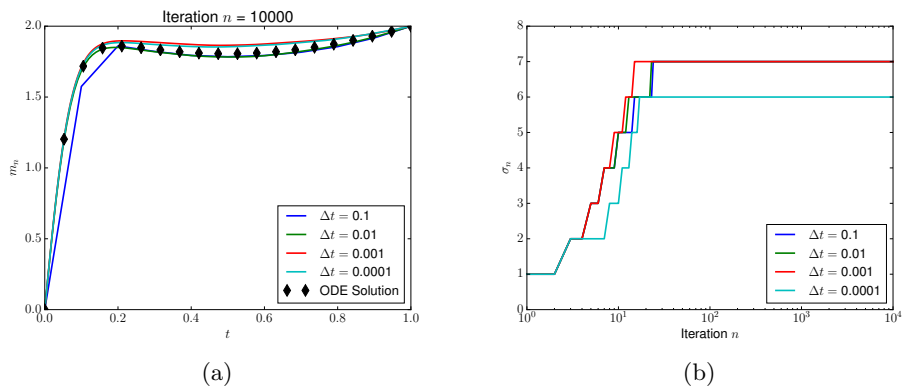 Iteration n = 10000
2.0
1.5
1.0
0.5
0.0
m_n
0.0 0.2 0.4 0.6 0.8 1.0
t
Δt = 0.1
Δt = 0.01
Δt = 0.001
Δt = 0.0001
ODE Solution
(a)
8
7
6
5
4
3
2
1
0
σ_n
10^0 10^1 10^2 10^3 10^4
Iteration n
Δt = 0.1
Δt = 0.01
Δt = 0.001
Δt = 0.0001
(b)